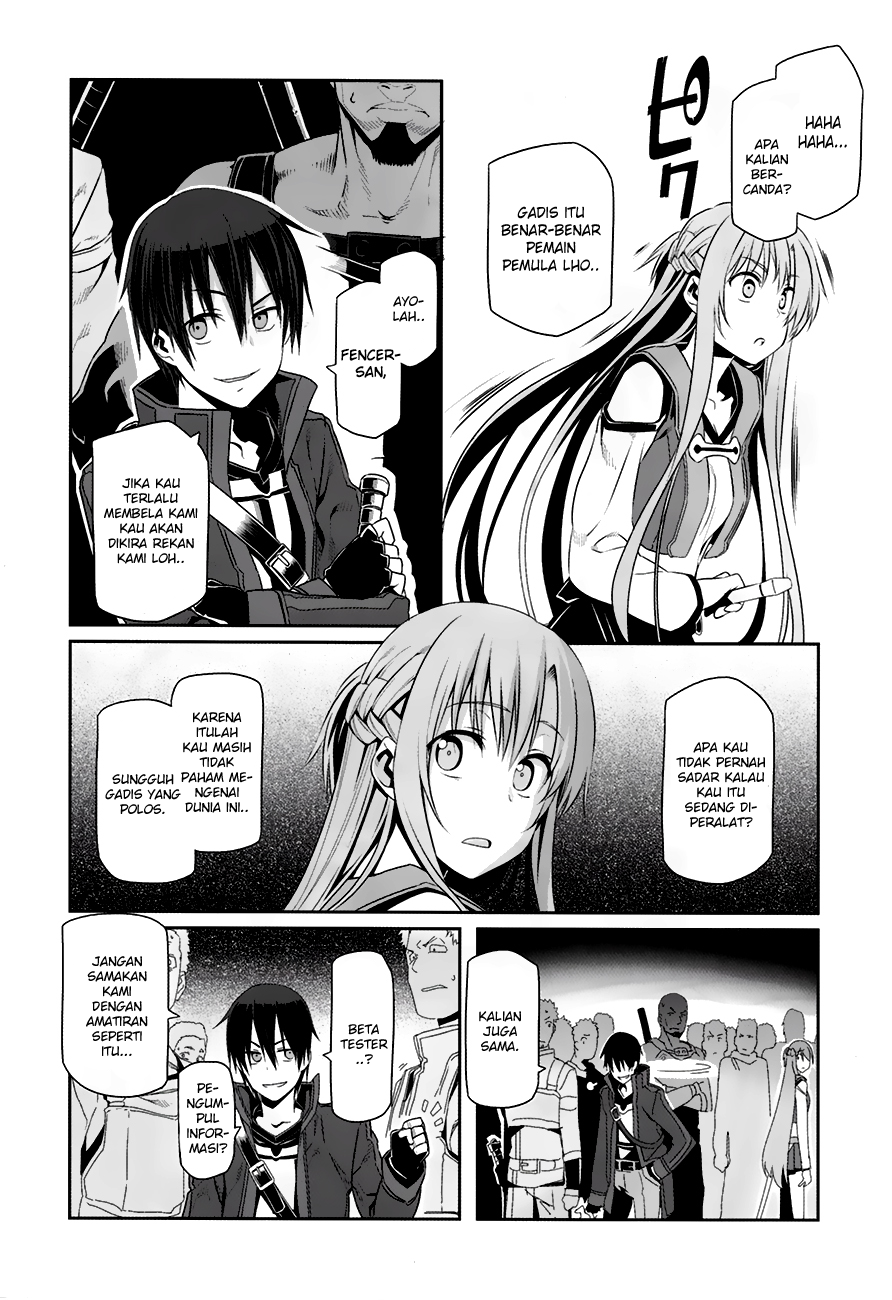 HAHA
HAHA...
APA
KALIAN
BER-
CANDA?
ピク
GADIS ITU
BENAR-BENAR
PEMAIN
PEMULA LHO..
AYO-
LAH..
FENCER-
SAN,
JIKA KAU
TERLALU
MEMBELA KAMI
KAU AKAN
DIKIRA REKAN
KAMI LOH..
APA KAU
TIDAK PERNAH
SADAR KALAU
KAU ITU
SEDANG DI-
PERALAT?
KARENA
ITULAH
KAU MASIH
TIDAK
PAHAM ME-
NGENAI
DUNIA INI..
SUNGGUH
GADIS YANG
POLOS.
KALIAN
JUGA
SAMA.
BETA
TESTER
..?
PE-
NGUM-
PUL
INFOR-
MASI?
JANGAN
SAMAKAN
KAMI
DENGAN
AMATIRAN
SEPERTI
ITU...